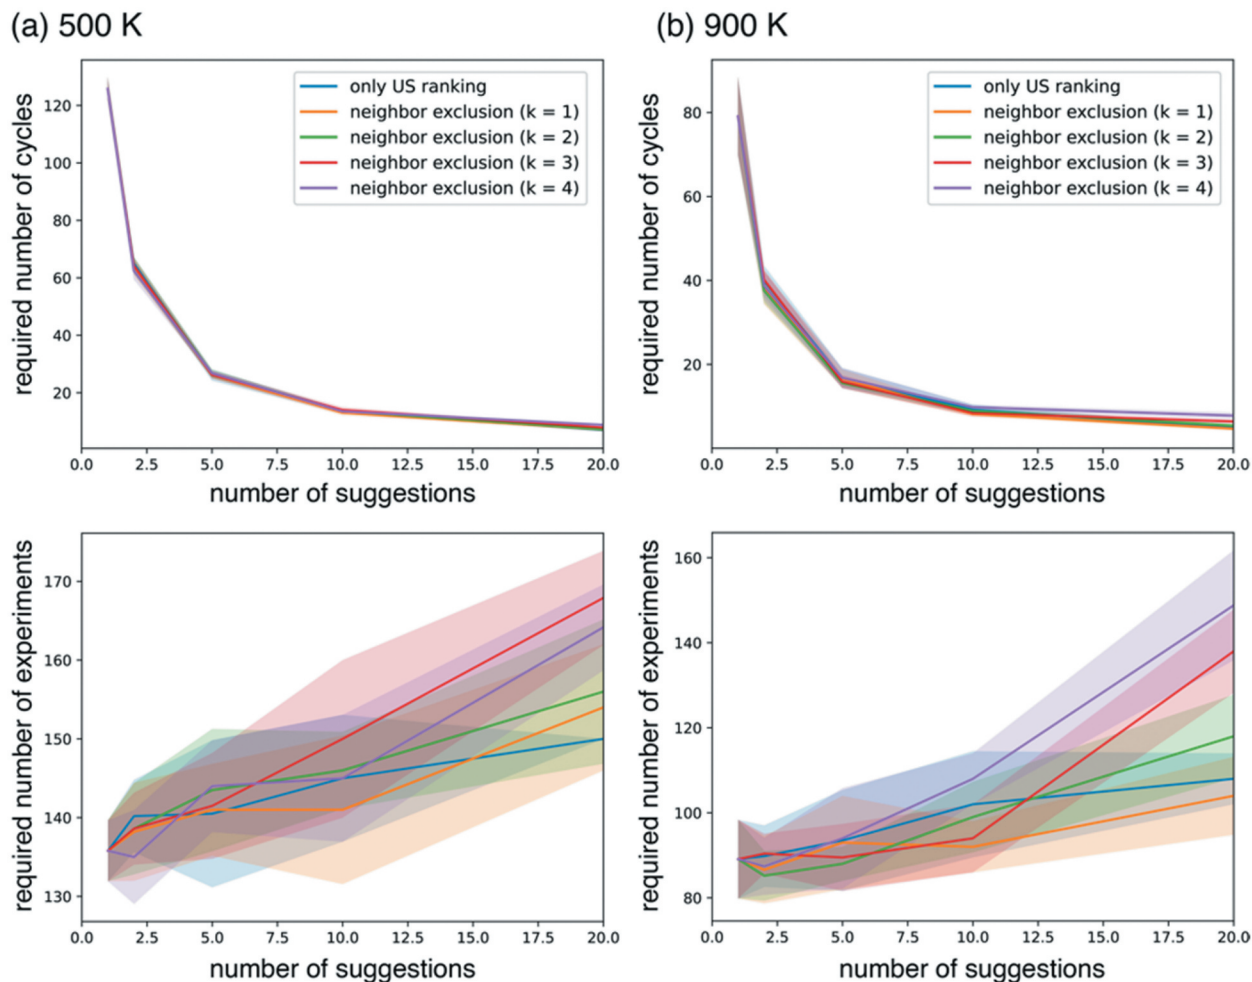 (a) 500 K
(b) 900 K
required number of cycles
120
100
80
60
40
20
only US ranking
neighbor exclusion (k = 1)
neighbor exclusion (k = 2)
neighbor exclusion (k = 3)
neighbor exclusion (k = 4)
0.0 2.5 5.0 7.5 10.0 12.5 15.0 17.5 20.0
number of suggestions
required number of cycles
80
60
40
20
only US ranking
neighbor exclusion (k = 1)
neighbor exclusion (k = 2)
neighbor exclusion (k = 3)
neighbor exclusion (k = 4)
0.0 2.5 5.0 7.5 10.0 12.5 15.0 17.5 20.0
number of suggestions
required number of experiments
170
160
150
140
130
0.0 2.5 5.0 7.5 10.0 12.5 15.0 17.5 20.0
number of suggestions
required number of experiments
160
140
120
100
80
0.0 2.5 5.0 7.5 10.0 12.5 15.0 17.5 20.0
number of suggestions